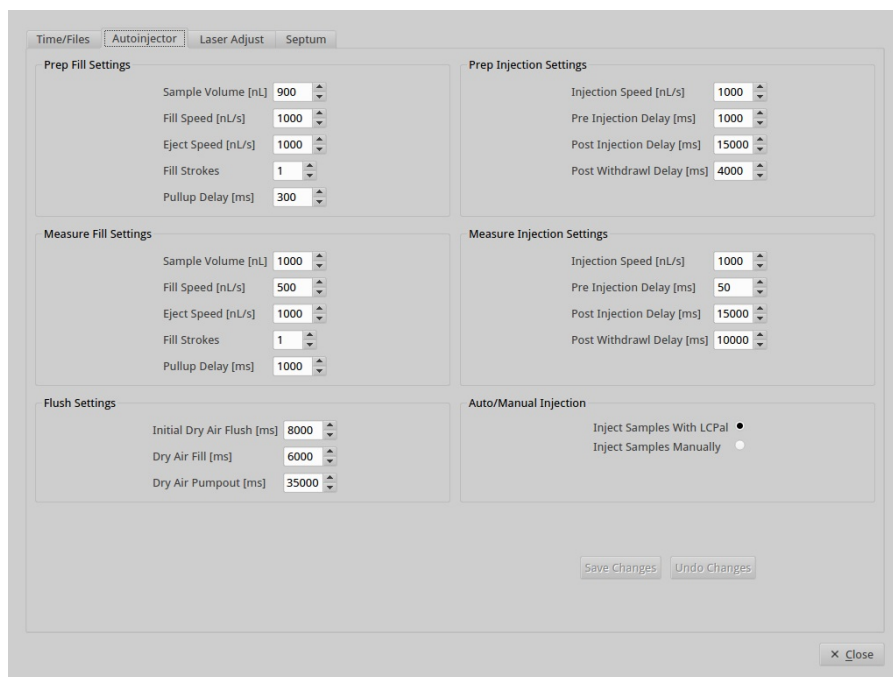 Time/Files Autoinjector Laser Adjust Septum
Prep Fill Settings
Sample Volume [nL] 900
Fill Speed [nL/s] 1000
Eject Speed [nL/s] 1000
Fill Strokes 1
Pullup Delay [ms] 300
Prep Injection Settings
Injection Speed [nL/s] 1000
Pre Injection Delay [ms] 1000
Post Injection Delay [ms] 15000
Post Withdrawl Delay [ms] 4000
Measure Fill Settings
Sample Volume [nL] 1000
Fill Speed [nL/s] 500
Eject Speed [nL/s] 1000
Fill Strokes 1
Pullup Delay [ms] 1000
Measure Injection Settings
Injection Speed [nL/s] 1000
Pre Injection Delay [ms] 50
Post Injection Delay [ms] 15000
Post Withdrawl Delay [ms] 10000
Flush Settings
Initial Dry Air Flush [ms] 8000
Dry Air Fill [ms] 6000
Dry Air Pumpout [ms] 35000
Auto/Manual Injection
Inject Samples With LCPal
Inject Samples Manually
Save Changes Undo Changes
Close